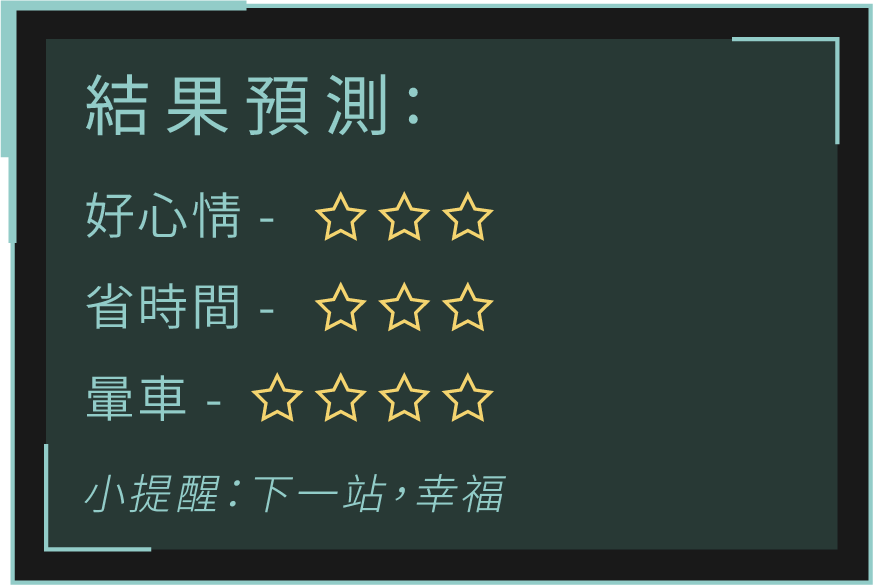 結果預測：
好心情 - ☆☆☆
省時間 - ☆☆☆
暈車 - ☆☆☆☆
小提醒：下一站，幸福